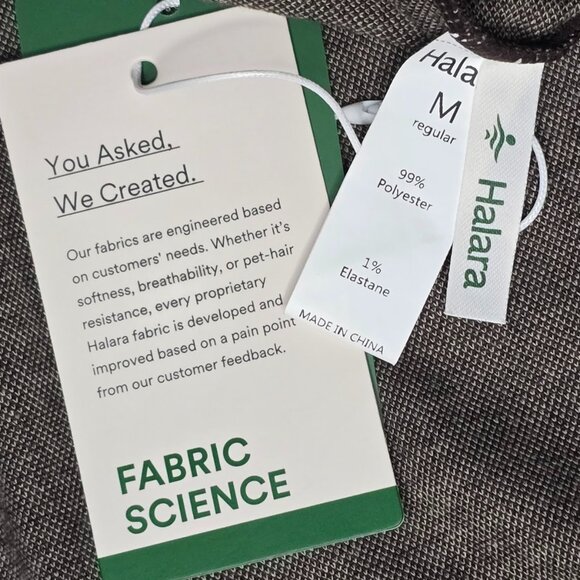 You Asked,
We Created.
Our fabrics are engineered based
on customers' needs. Whether it's
softness, breathability, or pet-hair
resistance, every proprietary
Halara fabric is developed and
improved based on a pain point
from our customer feedback.
FABRIC
SCIENCE
Hala
M
regular
99%
Polyester
1%
Elastane
MADE IN CHINA
Halara